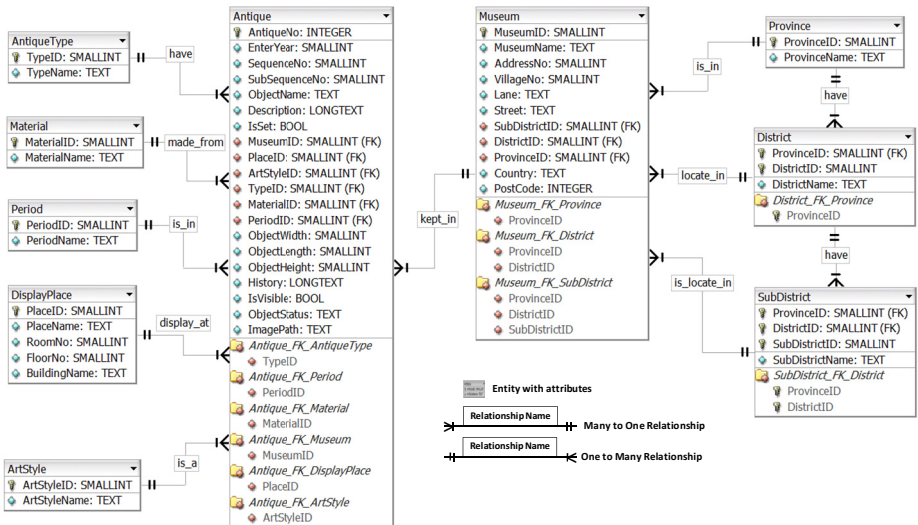 AntiqueType
TypeID: SMALLINT
TypeName: TEXT
have
Material
MaterialID: SMALLINT
MaterialName: TEXT
made_from
Period
PeriodID: SMALLINT
PeriodName: TEXT
is_in
DisplayPlace
PlaceID: SMALLINT
PlaceName: TEXT
RoomNo: SMALLINT
FloorNo: SMALLINT
BuildingName: TEXT
display_at
ArtStyle
ArtStyleID: SMALLINT
ArtStyleName: TEXT
is_a
Antique
AntiqueNo: INTEGER
EnterYear: SMALLINT
SequenceNo: SMALLINT
SubSequenceNo: SMALLINT
ObjectName: TEXT
Description: LONGTEXT
IsSet: BOOL
MuseumID: SMALLINT (FK)
PlaceID: SMALLINT (FK)
ArtStyleID: SMALLINT (FK)
TypeID: SMALLINT (FK)
MaterialID: SMALLINT (FK)
PeriodID: SMALLINT (FK)
ObjectWidth: SMALLINT
ObjectLength: SMALLINT
ObjectHeight: SMALLINT
History: LONGTEXT
IsVisible: BOOL
ObjectStatus: TEXT
ImagePath: TEXT
Antique_FK_AntiqueType
TypeID
Antique_FK_Period
PeriodID
Antique_FK_Material
MaterialID
Antique_FK_Museum
MuseumID
Antique_FK_DisplayPlace
PlaceID
Antique_FK_ArtStyle
ArtStyleID
kept_in
Museum
MuseumID: SMALLINT
MuseumName: TEXT
AddressNo: SMALLINT
VillageNo: SMALLINT
Lane: TEXT
Street: TEXT
SubDistrictID: SMALLINT (FK)
DistrictID: SMALLINT (FK)
ProvinceID: SMALLINT (FK)
Country: TEXT
PostCode: INTEGER
Museum_FK_Province
ProvinceID
Museum_FK_District
ProvinceID
DistrictID
Museum_FK_SubDistrict
ProvinceID
DistrictID
SubDistrictID
is_in
locate_in
is_locate_in
Province
ProvinceID: SMALLINT
ProvinceName: TEXT
have
District
ProvinceID: SMALLINT (FK)
DistrictID: SMALLINT
DistrictName: TEXT
District_FK_Province
ProvinceID
have
SubDistrict
ProvinceID: SMALLINT (FK)
DistrictID: SMALLINT (FK)
SubDistrictID: SMALLINT
SubDistrictName: TEXT
SubDistrict_FK_District
ProvinceID
DistrictID
Entity with attributes
Relationship Name
Many to One Relationship
Relationship Name
One to Many Relationship